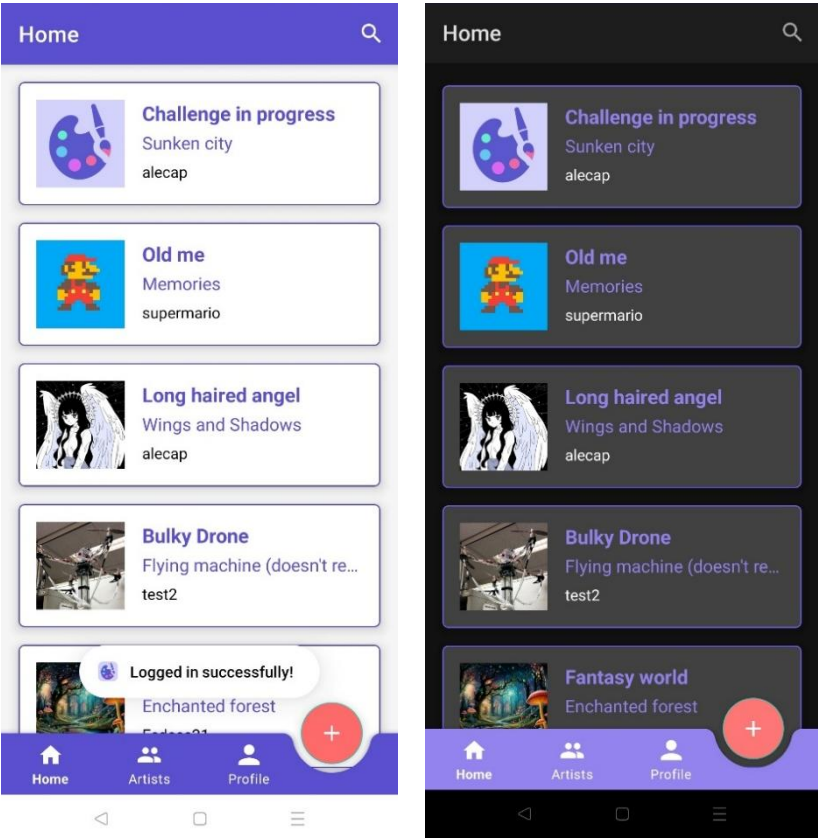 Home
Challenge in progress
Sunken city
alecap
Old me
Memories
supermario
Long haired angel
Wings and Shadows
alecap
Bulky Drone
Flying machine (doesn't re...
test2
Logged in successfully!
Enchanted forest
Home
Artists
Profile
Home
Challenge in progress
Sunken city
alecap
Old me
Memories
supermario
Long haired angel
Wings and Shadows
alecap
Bulky Drone
Flying machine (doesn't re...
test2
Fantasy world
Enchanted forest
Home
Artists
Profile